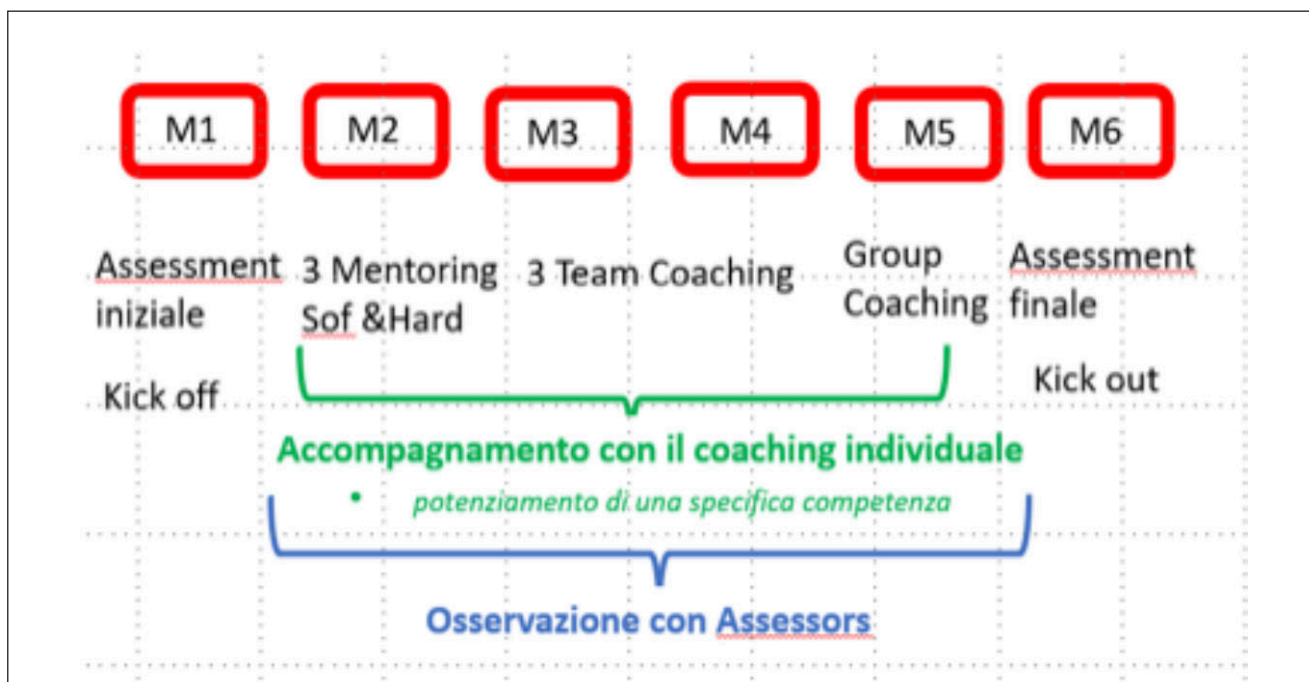 M1 M2 M3 M4 M5 M6
Assessment
iniziale
3 Mentoring
Sof &Hard
3 Team Coaching
Group
Coaching
Assessment
finale
Kick off
Kick out
Accompagnamento con il coaching individuale
• potenziamento di una specifica competenza
Osservazione con Assessors